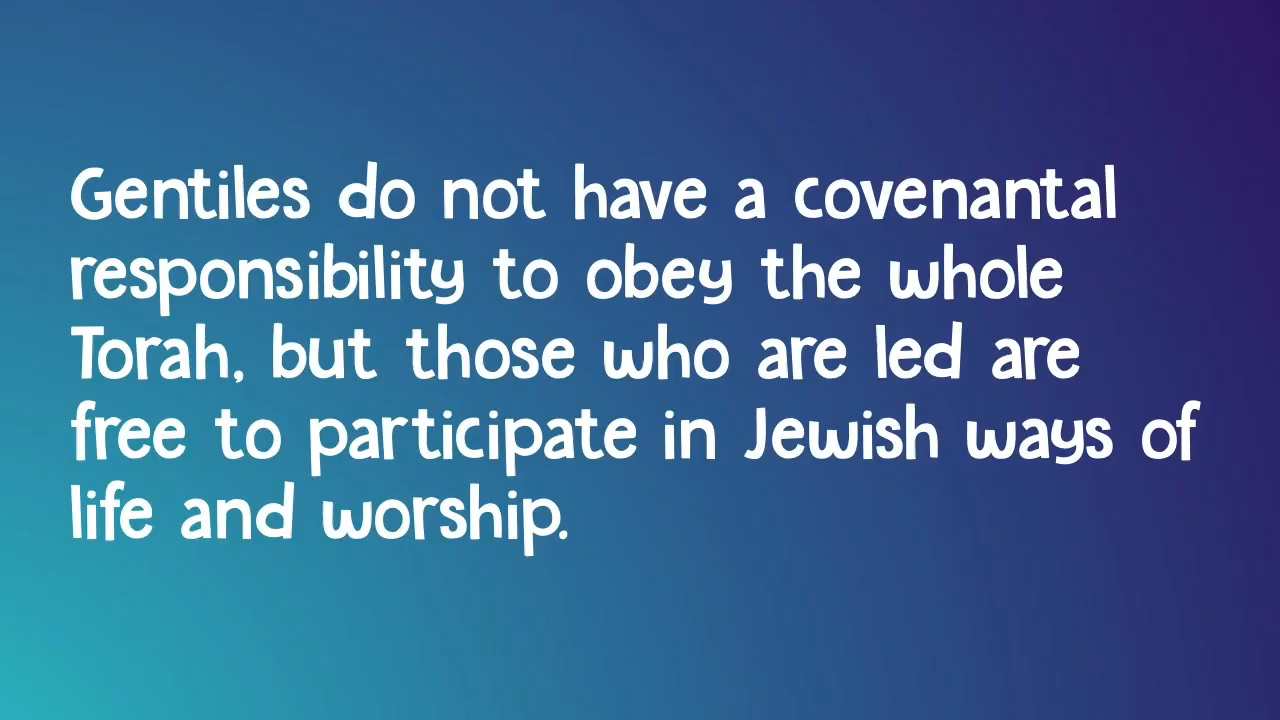 Gentiles do not have a covenantal
responsibility to obey the whole
Torah, but those who are led are
free to participate in Jewish ways of
life and worship.